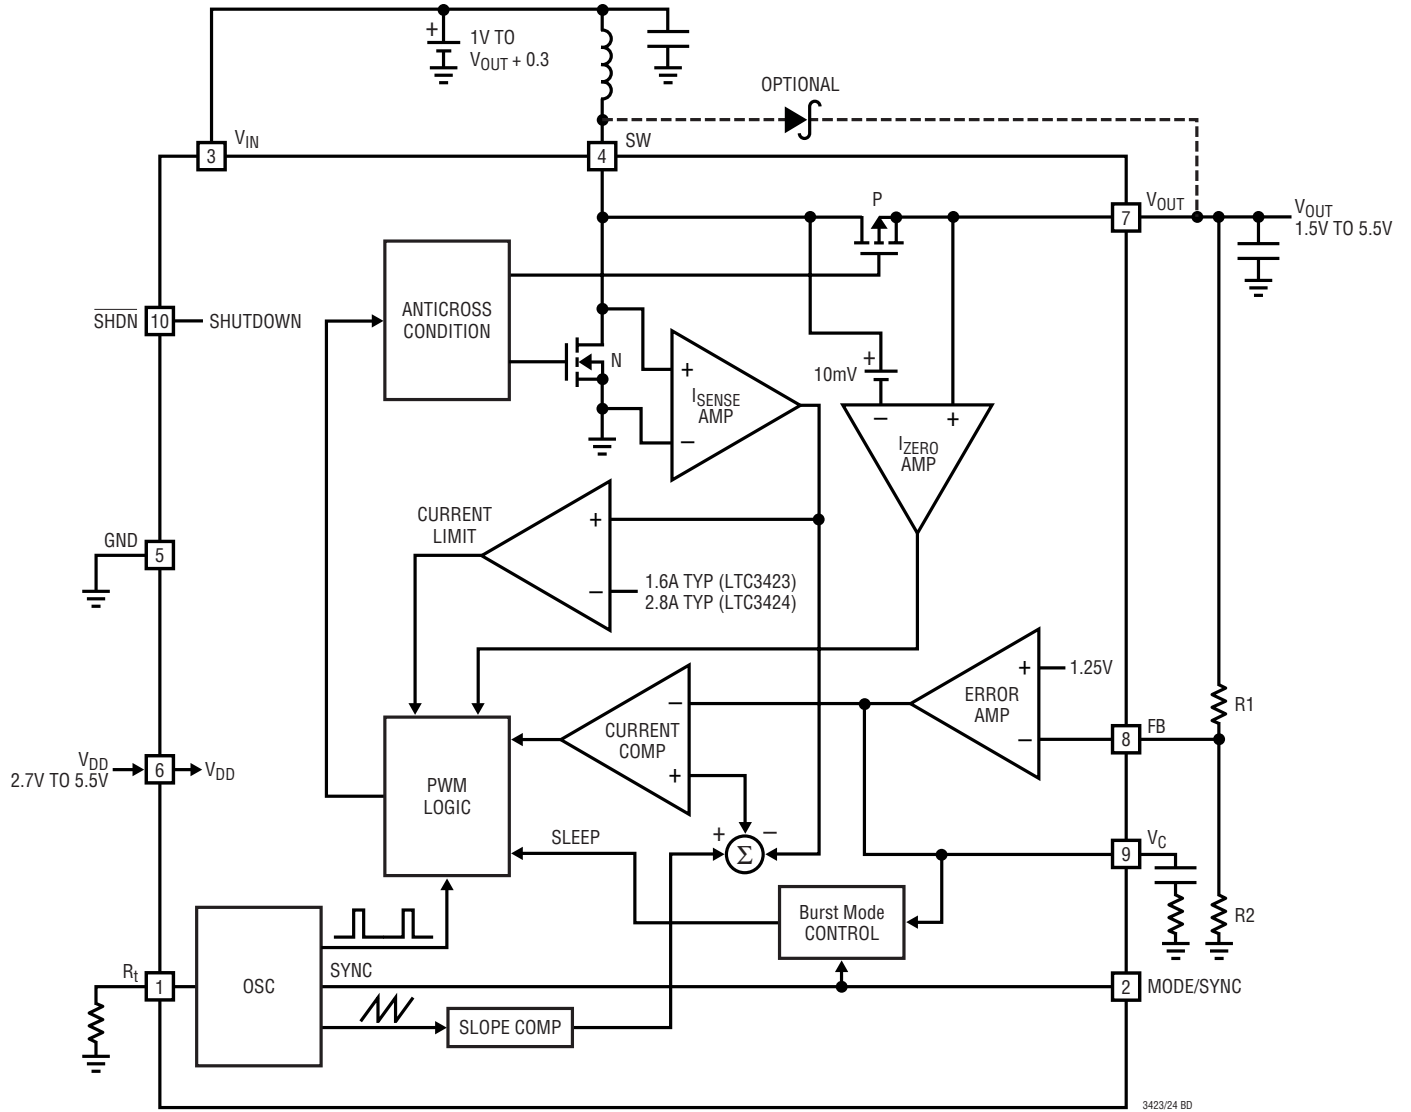 1V TO
VOUT + 0.3
+
OPTIONAL
VIN
3
SW
4
P
VOUT
7
VOUT
1.5V TO 5.5V
SHDN
10
SHUTDOWN
ANTICROSS
CONDITION
N
+
ISENSE
AMP
–
+
10mV
–
+
IZERO
AMP
CURRENT
LIMIT
+
–
1.6A TYP (LTC3423)
2.8A TYP (LTC3424)
GND
5
+
1.25V
ERROR
AMP
–
R1
FB
8
–
CURRENT
COMP
+
VDD
2.7V TO 5.5V
6
VDD
PWM
LOGIC
SLEEP
+
–
Σ
VC
9
Burst Mode
CONTROL
R2
Rt
1
OSC
SYNC
2
MODE/SYNC
SLOPE COMP
3423/24 BD